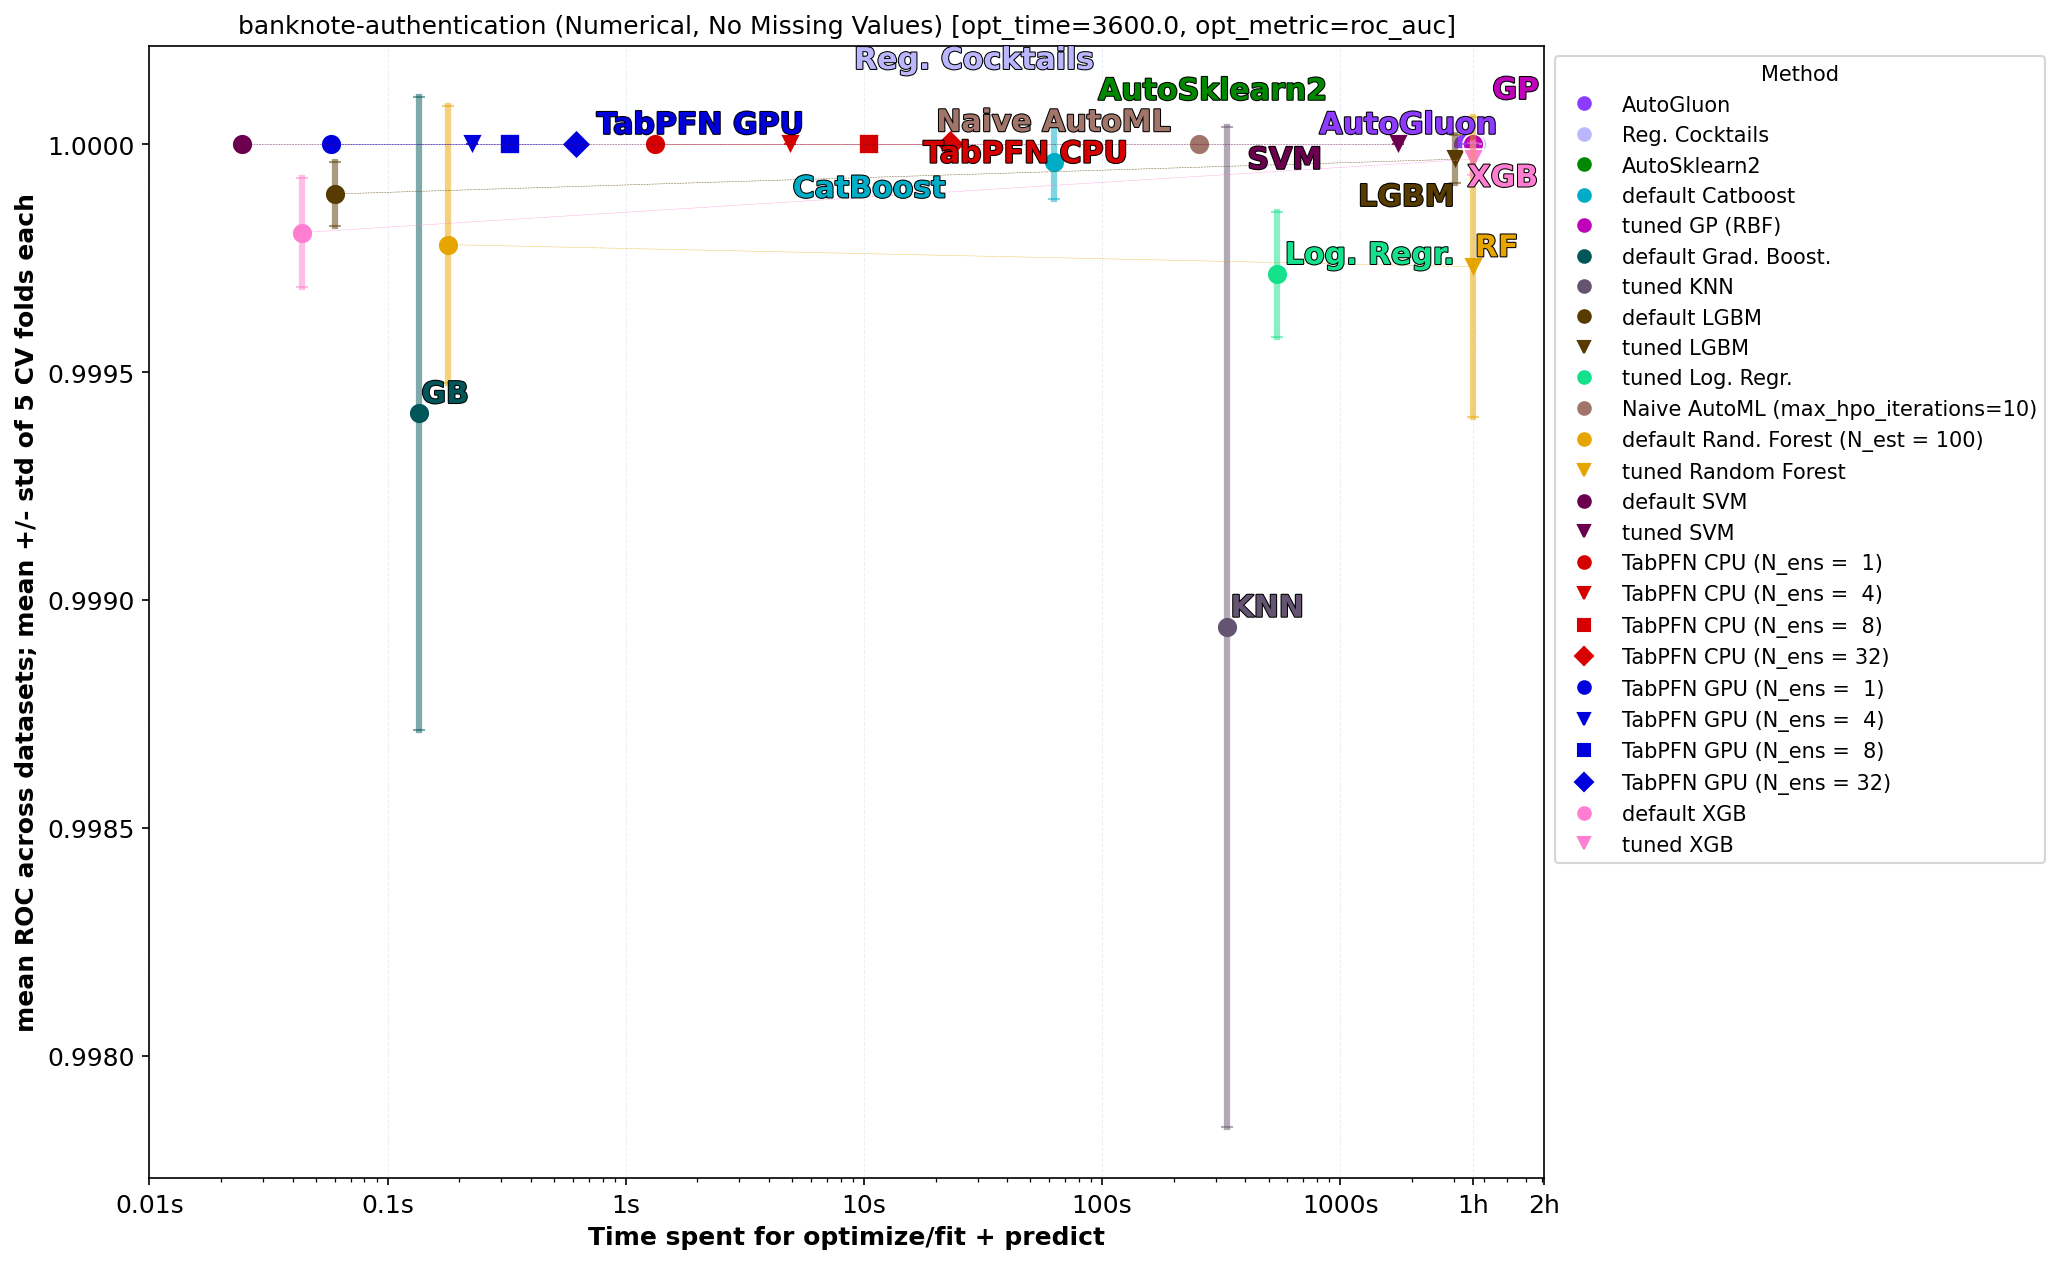 banknote-authentication (Numerical, No Missing Values) [opt_time=3600.0, opt_metric=roc_auc]
mean ROC across datasets; mean +/- std of 5 CV folds each
1.0000
0.9995
0.9990
0.9985
0.9980
Reg. Cocktails
AutoSklearn2
GP
TabPFN GPU
Naive AutoML
AutoGluon
TabPFN CPU
SVM
XGB
CatBoost
LGBM
Log. Regr.
RF
GB
KNN
0.01s
0.1s
1s
10s
100s
1000s
1h
2h
Time spent for optimize/fit + predict
Method
AutoGluon
Reg. Cocktails
AutoSklearn2
default Catboost
tuned GP (RBF)
default Grad. Boost.
tuned KNN
default LGBM
tuned LGBM
tuned Log. Regr.
Naive AutoML (max_hpo_iterations=10)
default Rand. Forest (N_est = 100)
tuned Random Forest
default SVM
tuned SVM
TabPFN CPU (N_ens =  1)
TabPFN CPU (N_ens =  4)
TabPFN CPU (N_ens =  8)
TabPFN CPU (N_ens = 32)
TabPFN GPU (N_ens =  1)
TabPFN GPU (N_ens =  4)
TabPFN GPU (N_ens =  8)
TabPFN GPU (N_ens = 32)
default XGB
tuned XGB